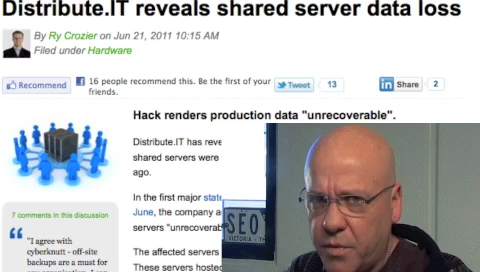 Distribute.IT reveals shared server data loss
By Ry Crozier on Jun 21, 2011 10:15 AM
Filed under Hardware
Recommend 16 people recommend this. Be the first of your friends. Tweet 13 Share 2
Hack renders production data "unrecoverable".
Distribute.IT has reve
shared servers were
ago.
In the first major state
June, the company a
servers "unrecoverab
The affected servers
These servers hosted
7 comments in this discussion
"I agree with
cyberknutt - off-site
backups are a must for
SEO
VICTORIA - TH